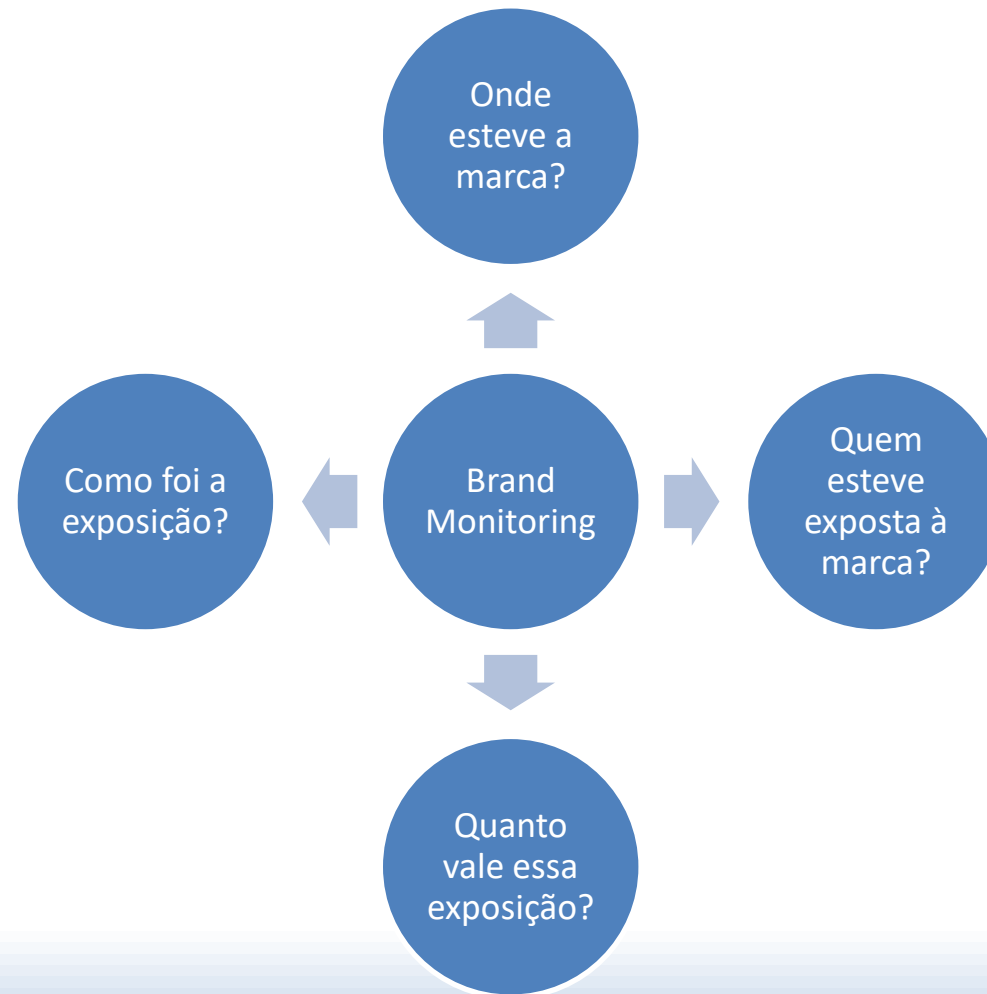 Onde
esteve a
marca?
Como foi a
exposição?
Brand
Monitoring
Quem
esteve
exposta à
marca?
Quanto
vale essa
exposição?